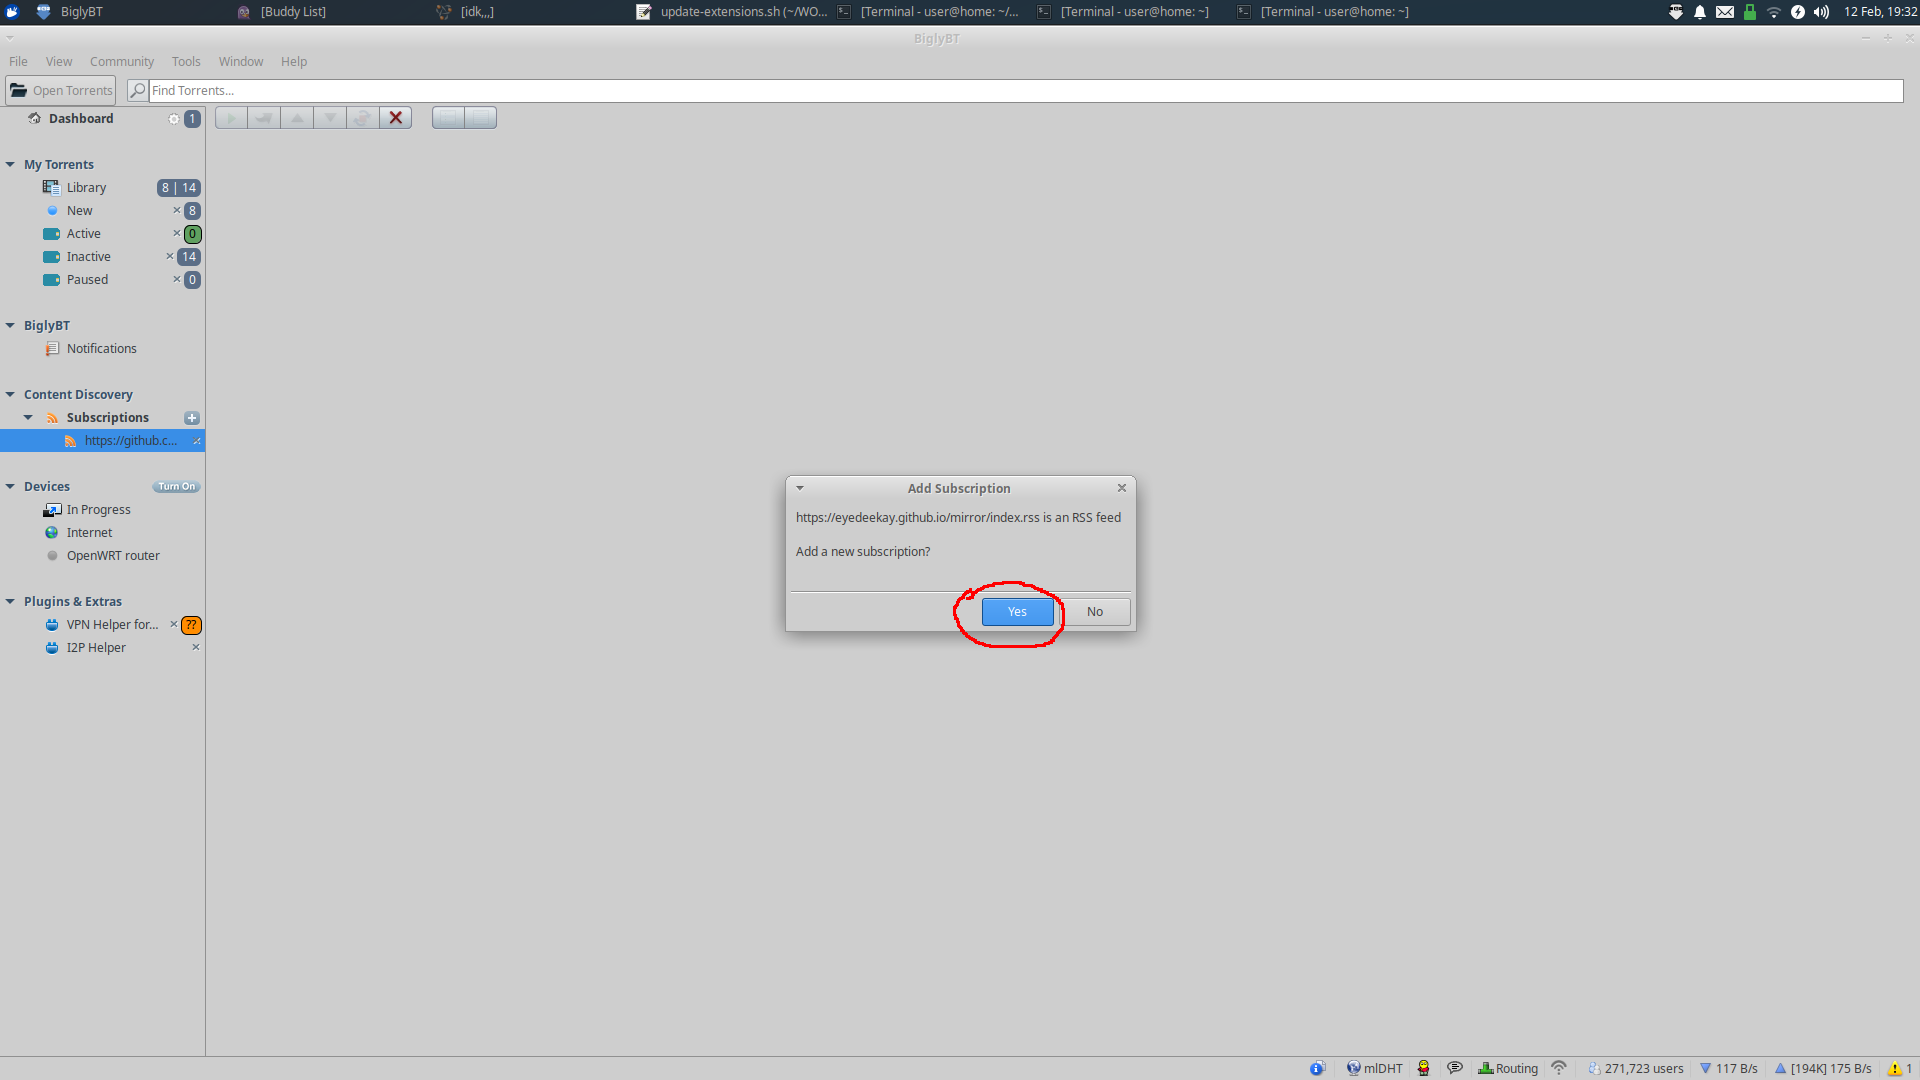 BiglyBT
[Buddy List]
[idk,,,]
update-extensions.sh (~/WO...
[Terminal - user@home: ~/...
[Terminal - user@home: ~]
[Terminal - user@home: ~]
12 Feb, 19:32
BiglyBT
File View Community Tools Window Help
Open Torrents
Find Torrents...
Dashboard 1
My Torrents
Library 8 | 14
New 8
Active 0
Inactive 14
Paused 0
BiglyBT
Notifications
Content Discovery
Subscriptions
https://github.c...
Devices Turn On
In Progress
Internet
OpenWRT router
Plugins & Extras
VPN Helper for... ??
I2P Helper
Add Subscription
https://eyedeekay.github.io/mirror/index.rss is an RSS feed
Add a new subscription?
Yes No
mlDHT Routing 271,723 users 117 B/s [194K] 175 B/s 1